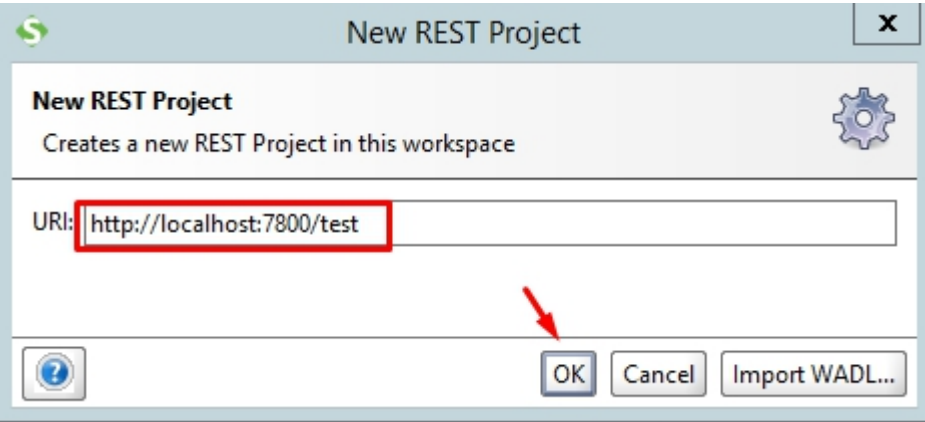 New REST Project
x
New REST Project
Creates a new REST Project in this workspace
URI: http://localhost:7800/test
? OK Cancel Import WADL...